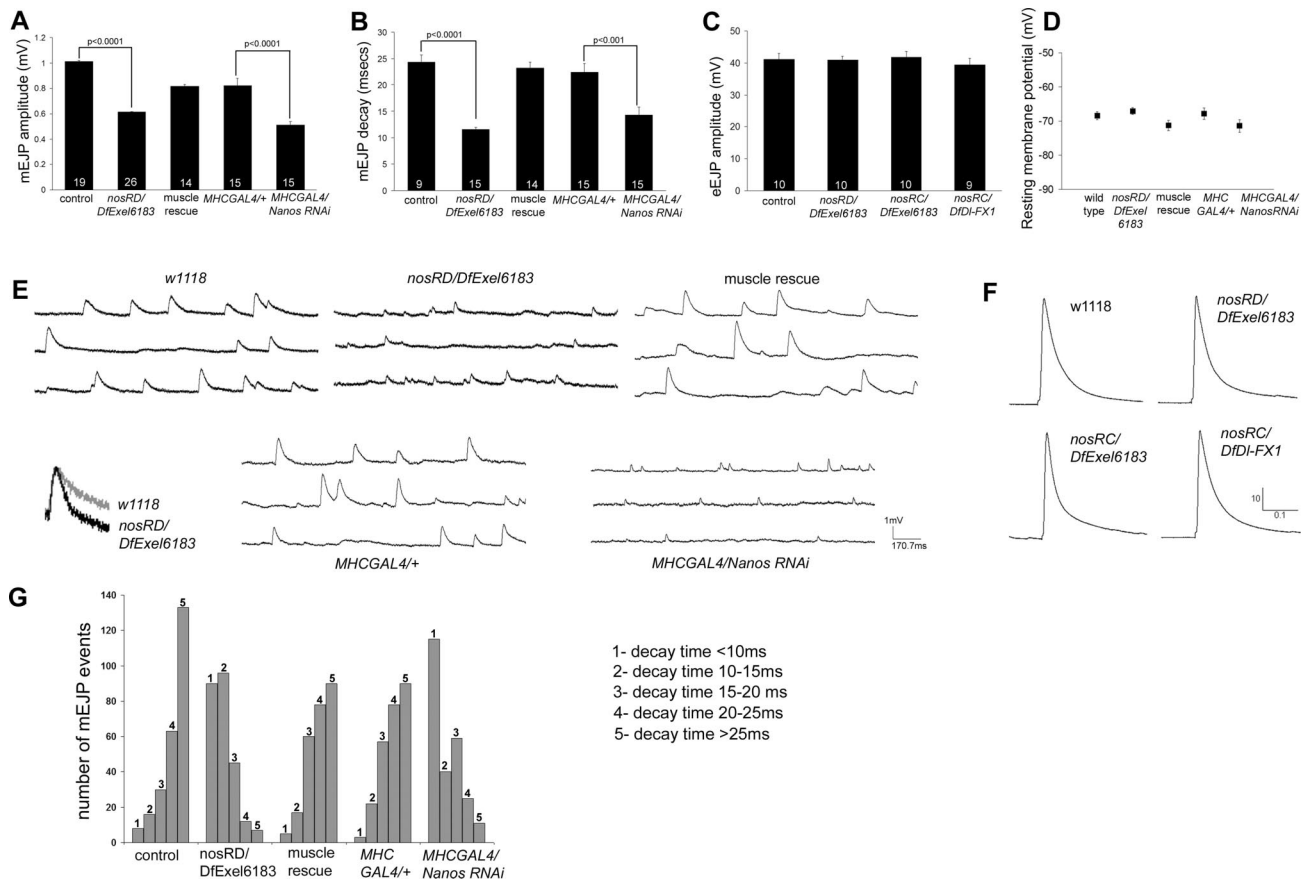 A
mEJP amplitude (mV)
1.2
1
0.8
0.6
0.4
0.2
0
p<0.0001
p<0.0001
19
26
14
15
15
control
nosRD/
DfExel6183
muscle
rescue
MHCGAL4/+
MHCGAL4/
Nanos RNAi
B
mEJP decay (msecs)
30
25
20
15
10
5
0
p<0.0001
p<0.001
9
15
14
15
15
control
nosRD/
DfExel6183
muscle
rescue
MHCGAL4/+
MHCGAL4/
Nanos RNAi
C
eEJP amplitude (mV)
50
40
30
20
10
0
10
10
10
9
control
nosRD/
DfExel6183
nosRC/
DfExel6183
nosRC/
DfDl-FX1
D
Resting membrane potential
-50
-60
-70
-80
-90
wild
type
nosRD/
DfExel
6183
muscle
rescue
MHC
GAL4/+
MHCGAL4/
NanosRNAi
E
w1118
nosRD/DfExel6183
muscle rescue
w1118
nosRD/
DfExel6183
MHCGAL4/+
MHCGAL4/Nanos RNAi
1mV
170.7ms
F
w1118
nosRD/
DfExel6183
nosRC/
DfExel6183
nosRC/
DfDl-FX1
10
0.1
G
number of mEJP events
140
120
100
80
60
40
20
0
1
2
3
4
5
1
2
3
4
5
1
2
3
4
5
1
2
3
4
5
1
2
3
4
5
control
nosRD/
DfExel6183
muscle
rescue
MHC
GAL4/+
MHCGAL4/
Nanos RNAi
1- decay time <10ms
2- decay time 10-15ms
3- decay time 15-20 ms
4- decay time 20-25ms
5- decay time >25ms